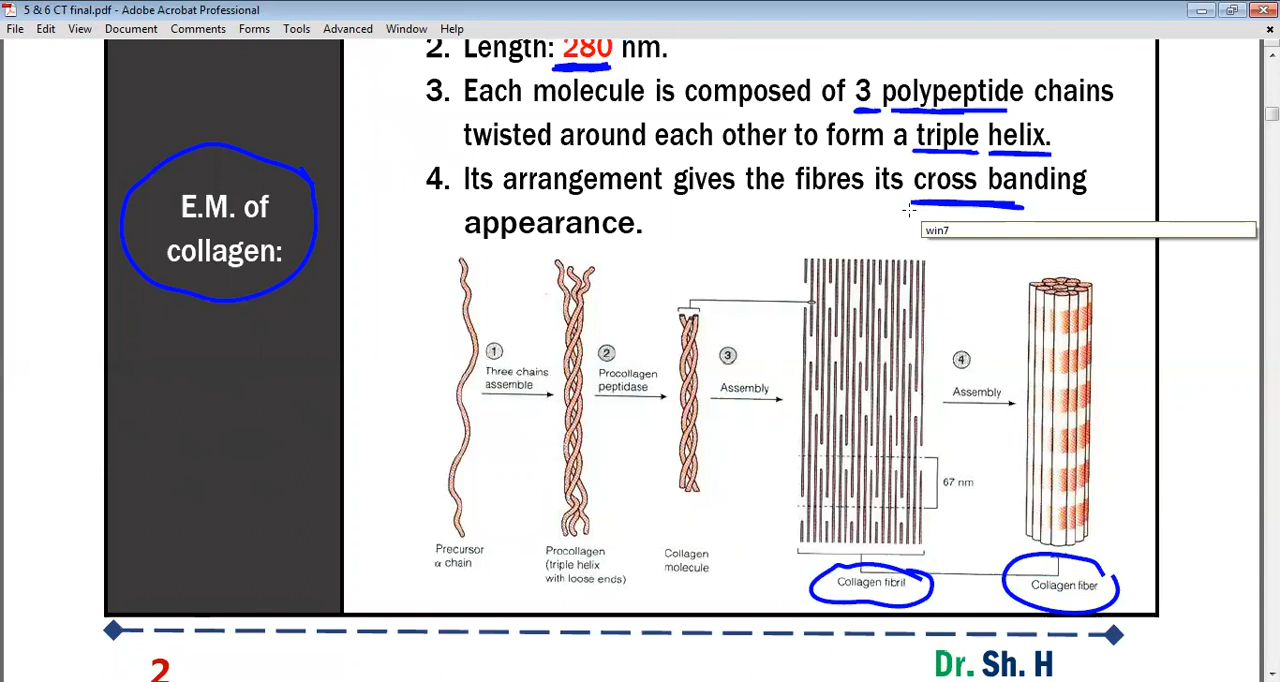 5 & 6 CT final.pdf - Adobe Acrobat Professional
File Edit View Document Comments Forms Tools Advanced Window Help
2. Length: 280 nm.
3. Each molecule is composed of 3 polypeptide chains
twisted around each other to form a triple helix.
4. Its arrangement gives the fibres its cross banding
appearance.
win7
E.M. of
collagen:
1
Three chains
assemble
2
Procollagen
peptidase
3
Assembly
4
Assembly
67 nm
Precursor
α chain
Procollagen
(triple helix
with loose ends)
Collagen
molecule
Collagen fibril
Collagen fiber
2
Dr. Sh. H